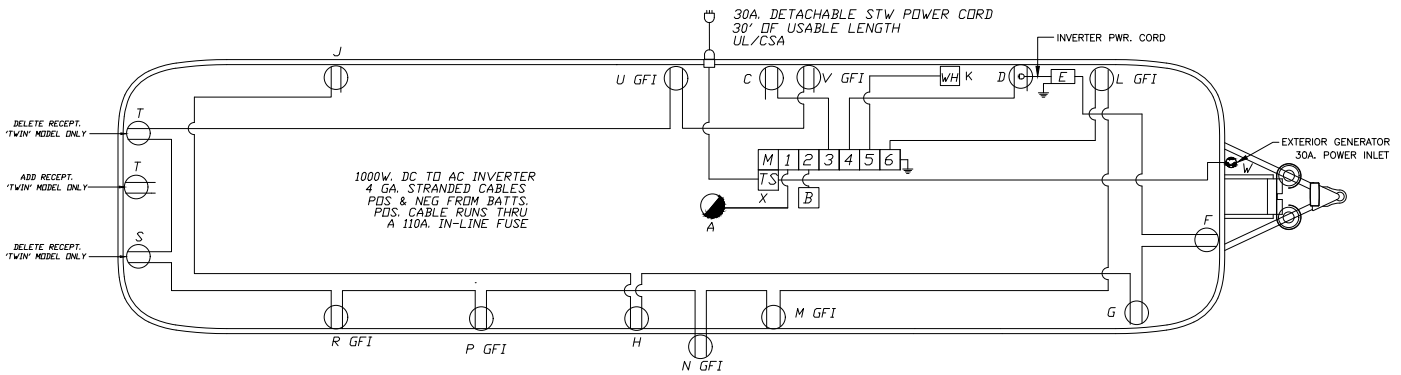 30A. DETACHABLE STW POWER CORD
30' OF USABLE LENGTH
UL/CSA
INVERTER PWR. CORD
J
U GFI
C
V GFI
WH K
D
E
L GFI
T
DELETE RECEPT.
'TWIN' MODEL ONLY
EXTERIOR GENERATOR
30A. POWER INLET
M 1 2 3 4 5 6
W
T
ADD RECEPT.
'TWIN' MODEL ONLY
1000W. DC TO AC INVERTER
4 GA. STRANDED CABLES
POS & NEG FROM BATTS.
POS. CABLE RUNS THRU
A 110A. IN-LINE FUSE
TS
X
B
A
F
S
DELETE RECEPT.
'TWIN' MODEL ONLY
R GFI
P GFI
H
N GFI
M GFI
G